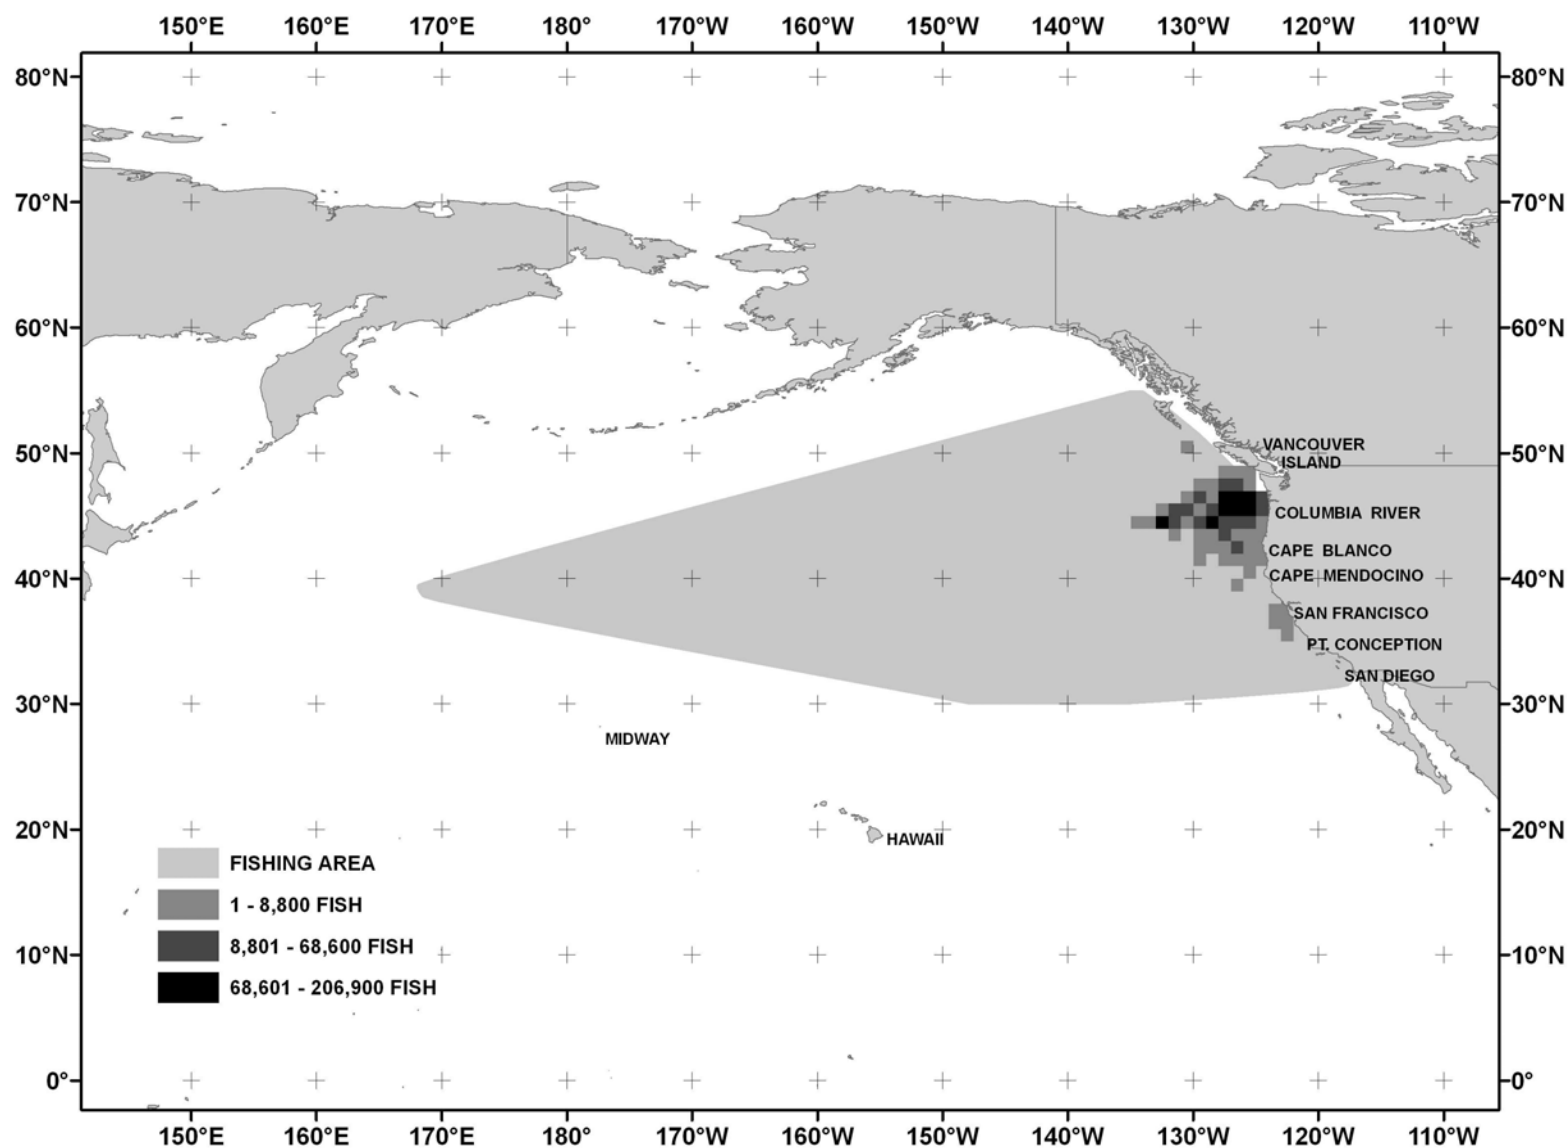 150°E 160°E 170°E 180° 170°W 160°W 150°W 140°W 130°W 120°W 110°W
80°N 80°N
70°N 70°N
60°N 60°N
50°N 50°N
VANCOUVER
ISLAND
COLUMBIA RIVER
CAPE BLANCO
40°N 40°N
CAPE MENDOCINO
SAN FRANCISCO
PT. CONCEPTION
SAN DIEGO
30°N 30°N
MIDWAY
20°N 20°N
HAWAII
FISHING AREA
1 - 8,800 FISH
10°N 10°N
8,801 - 68,600 FISH
68,601 - 206,900 FISH
0° 0°
150°E 160°E 170°E 180° 170°W 160°W 150°W 140°W 130°W 120°W 110°W